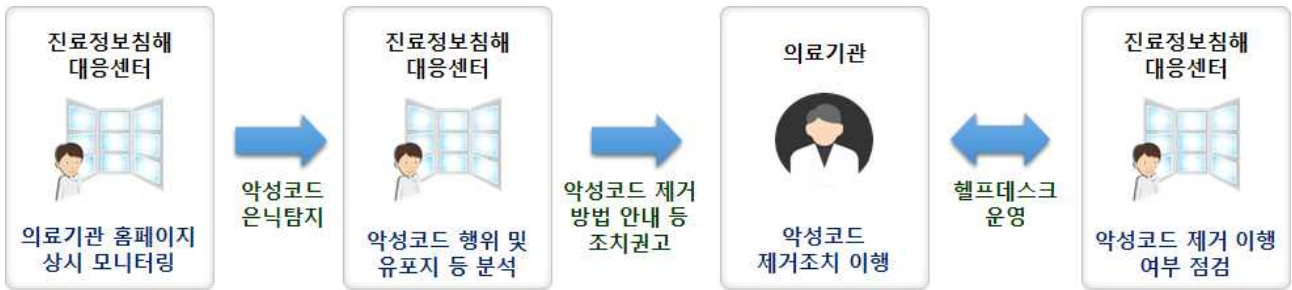 진료정보침해
대응센터
의료기관 홈페이지
상시 모니터링
악성코드
은닉탐지
진료정보침해
대응센터
악성코드 행위 및
유포지 등 분석
악성코드 제거
방법 안내 등
조치권고
의료기관
악성코드
제거조치 이행
헬프데스크
운영
진료정보침해
대응센터
악성코드 제거 이행
여부 점검